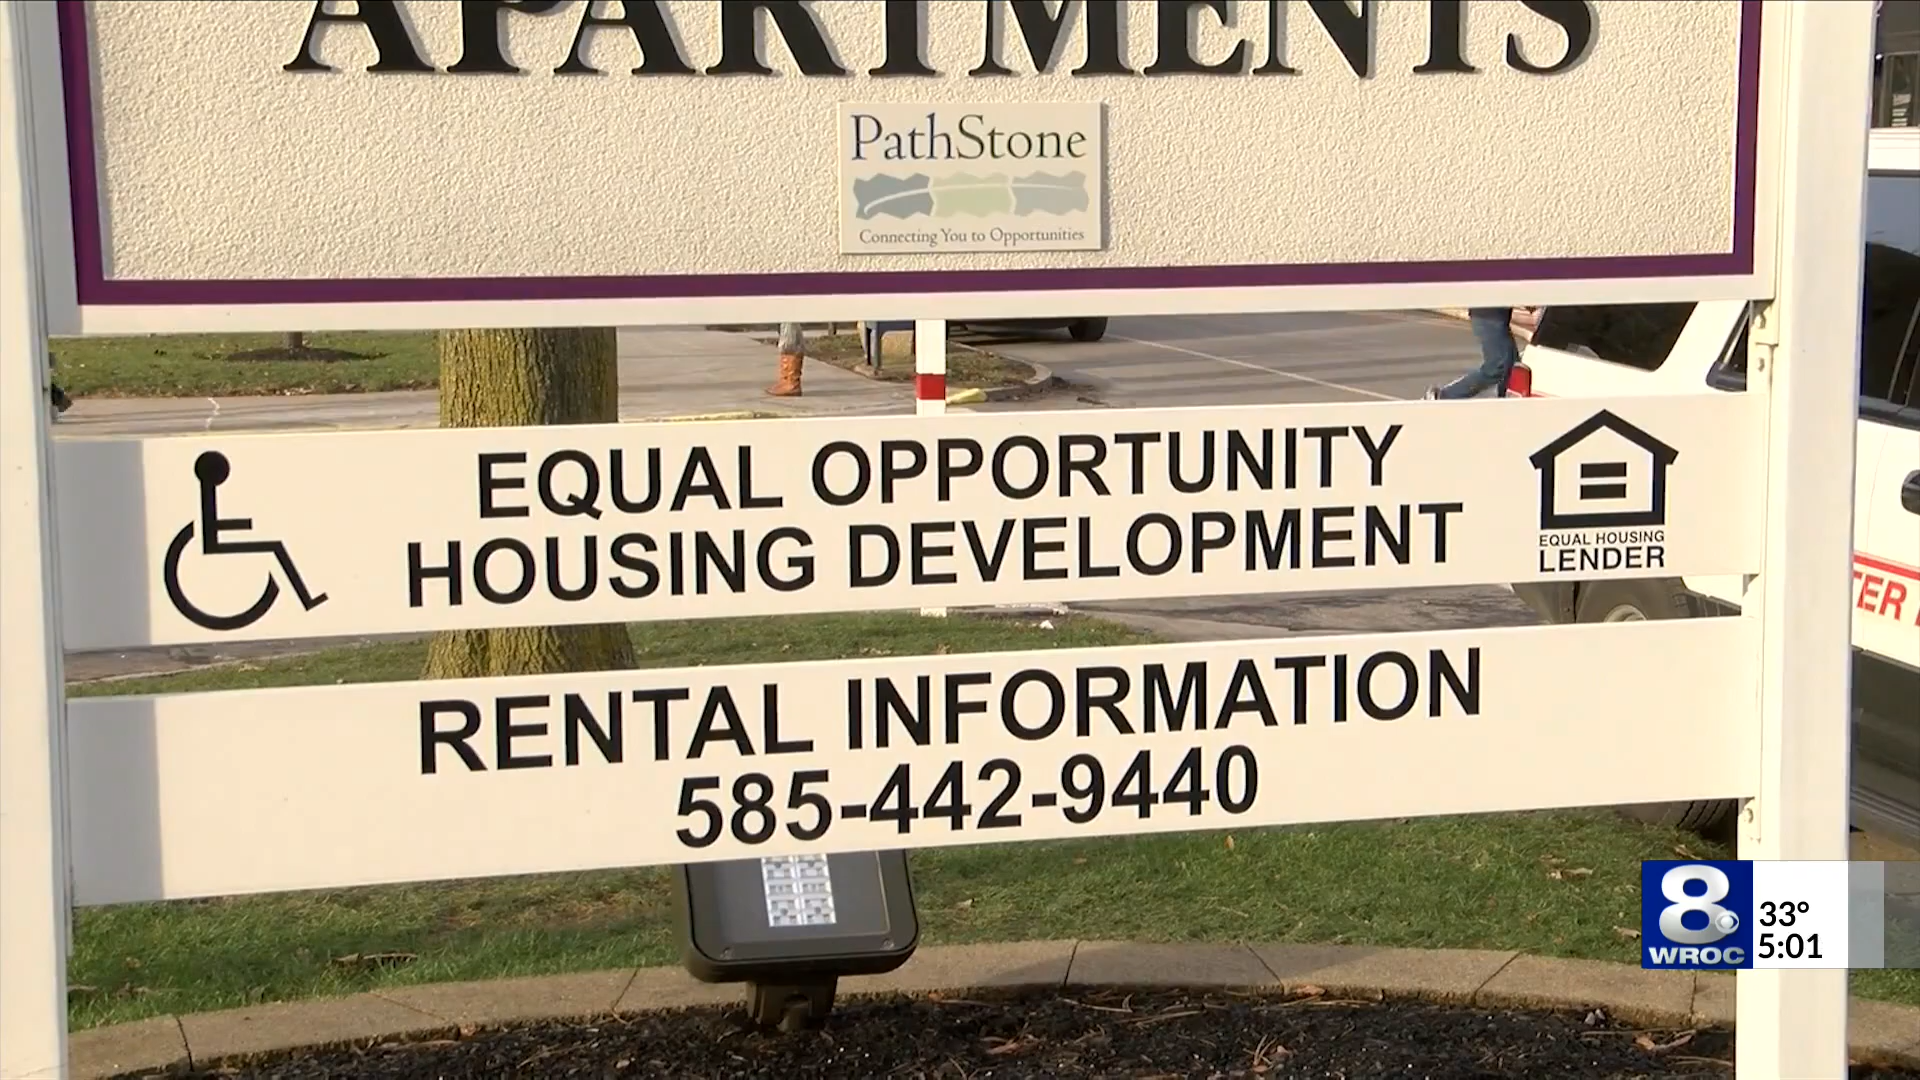 APARTMENTS
PathStone
Connecting You to Opportunities
EQUAL OPPORTUNITY
HOUSING DEVELOPMENT
EQUAL HOUSING
LENDER
RENTAL INFORMATION
585-442-9440
TER
8
WROC
33°
5:01